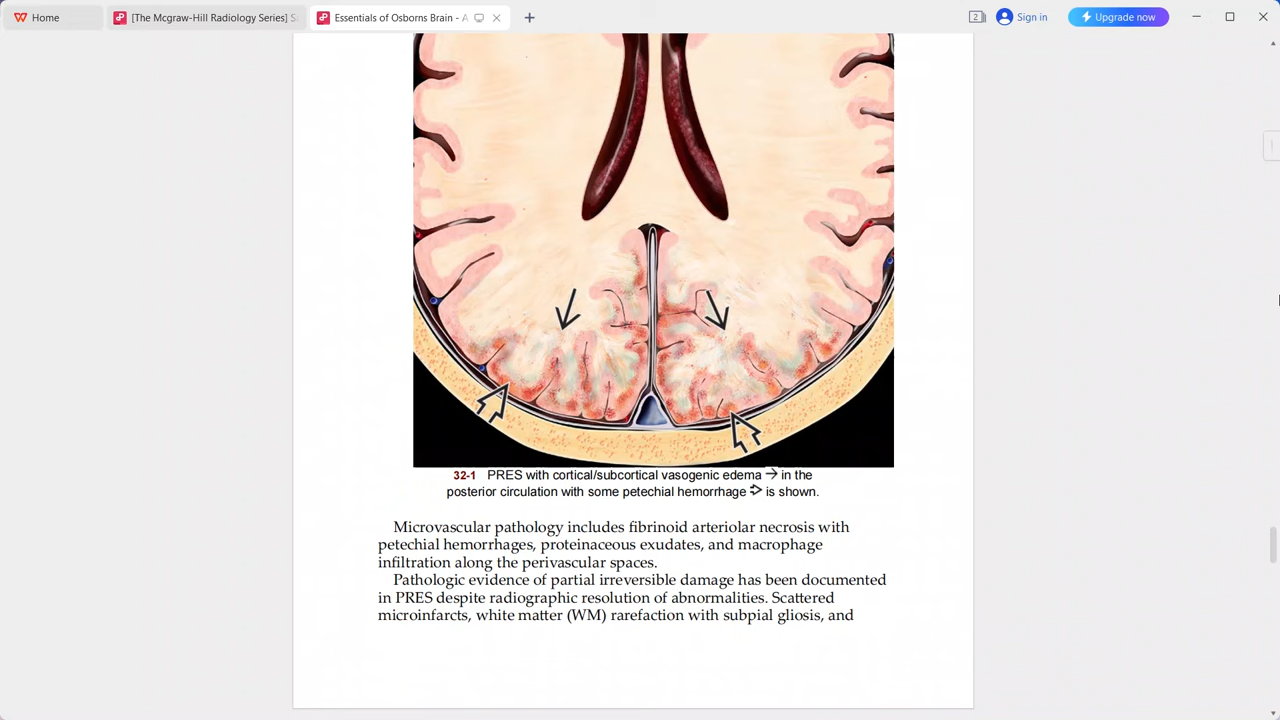 Home
[The Mcgraw-Hill Radiology Series] S
Essentials of Osborns Brain - A
2
Sign in
Upgrade now
32-1 PRES with cortical/subcortical vasogenic edema → in the
posterior circulation with some petechial hemorrhage ➪ is shown.
Microvascular pathology includes fibrinoid arteriolar necrosis with
petechial hemorrhages, proteinaceous exudates, and macrophage
infiltration along the perivascular spaces.
Pathologic evidence of partial irreversible damage has been documented
in PRES despite radiographic resolution of abnormalities. Scattered
microinfarcts, white matter (WM) rarefaction with subpial gliosis, and